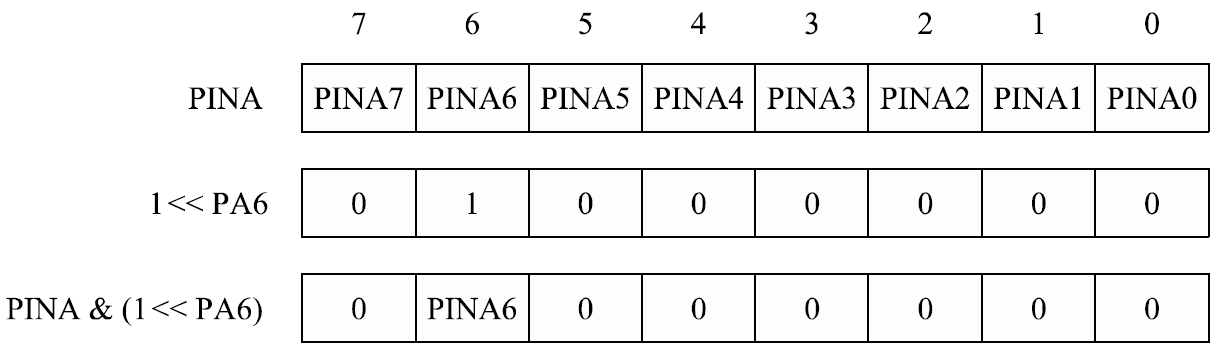 7 6 5 4 3 2 1 0
PINA PINA7 PINA6 PINA5 PINA4 PINA3 PINA2 PINA1 PINA0
1<< PA6 0 1 0 0 0 0 0 0
PINA & (1<< PA6) 0 PINA6 0 0 0 0 0 0